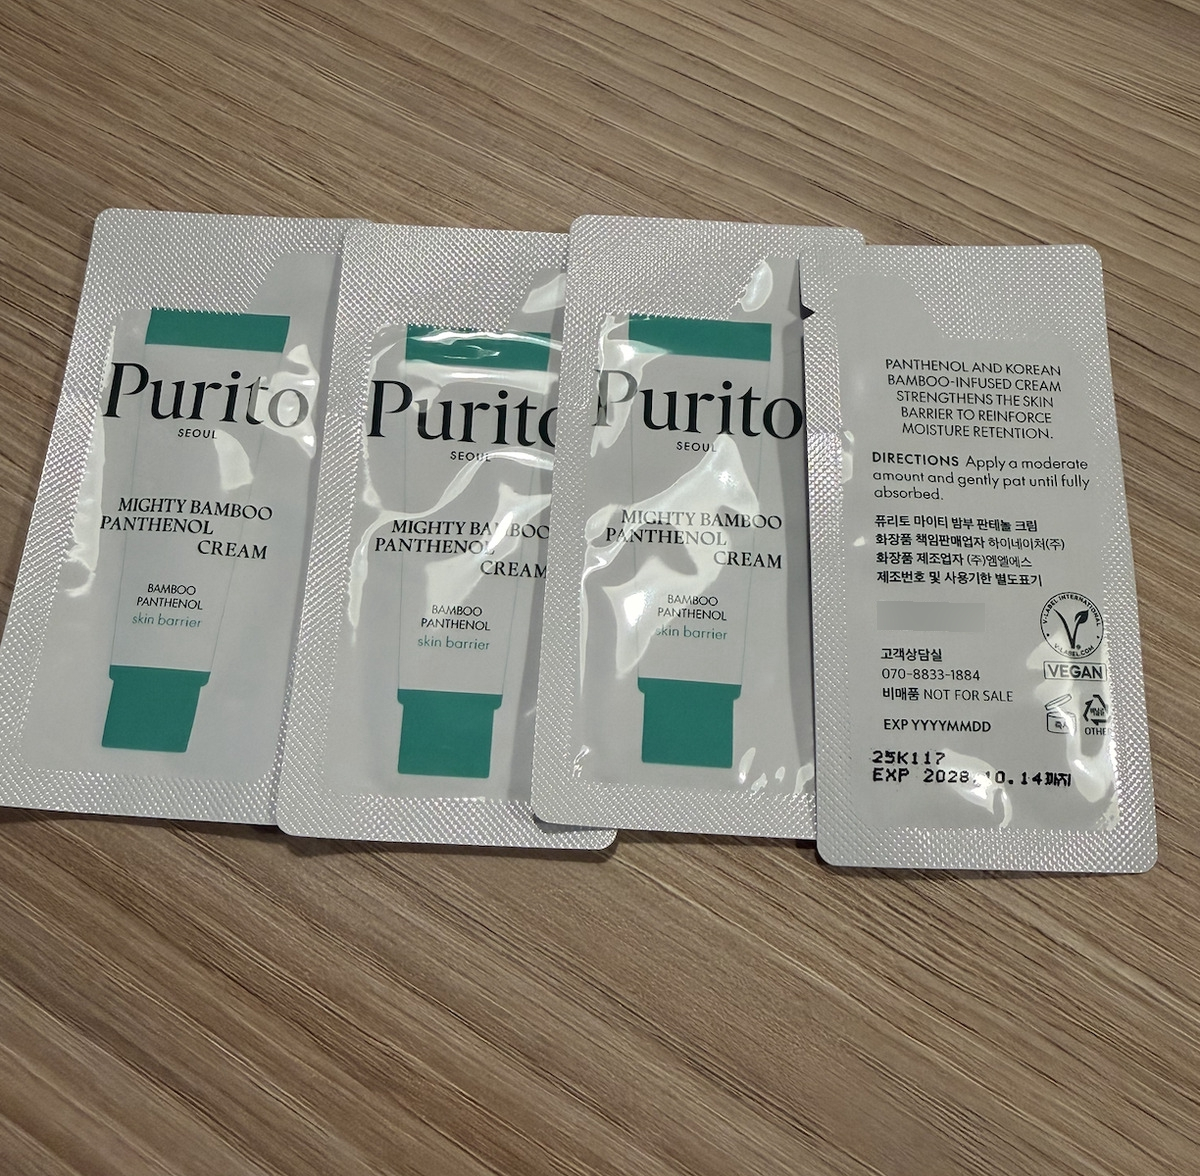 Purito
SEOUL
MIGHTY BAMBOO
PANTHENOL
CREAM
BAMBOO
PANTHENOL
skin barrier
Purito
SEOUL
MIGHTY BAMBOO
PANTHENOL
CREAM
BAMBOO
PANTHENOL
skin barrier
Purito
SEOUL
MIGHTY BAMBOO
PANTHENOL
CREAM
BAMBOO
PANTHENOL
skin barrier
PANTHENOL AND KOREAN
BAMBOO-INFUSED CREAM
STRENGTHENS THE SKIN
BARRIER TO REINFORCE
MOISTURE RETENTION.
DIRECTIONS Apply a moderate
amount and gently pat until fully
absorbed.
퓨리토 마이티 밤부 판테놀 크림
화장품 책임판매업자 하이네이처(주)
화장품 제조업자 (주)엠엘에스
제조번호 및 사용기한 별도표기
V-LABEL INTERNATIONAL
V-LABEL.COM
VEGAN
고객상담실
070-8833-1884
비매품 NOT FOR SALE
EXP YYYYMMDD
OTHER
25K117
EXP 2028.10.14까지